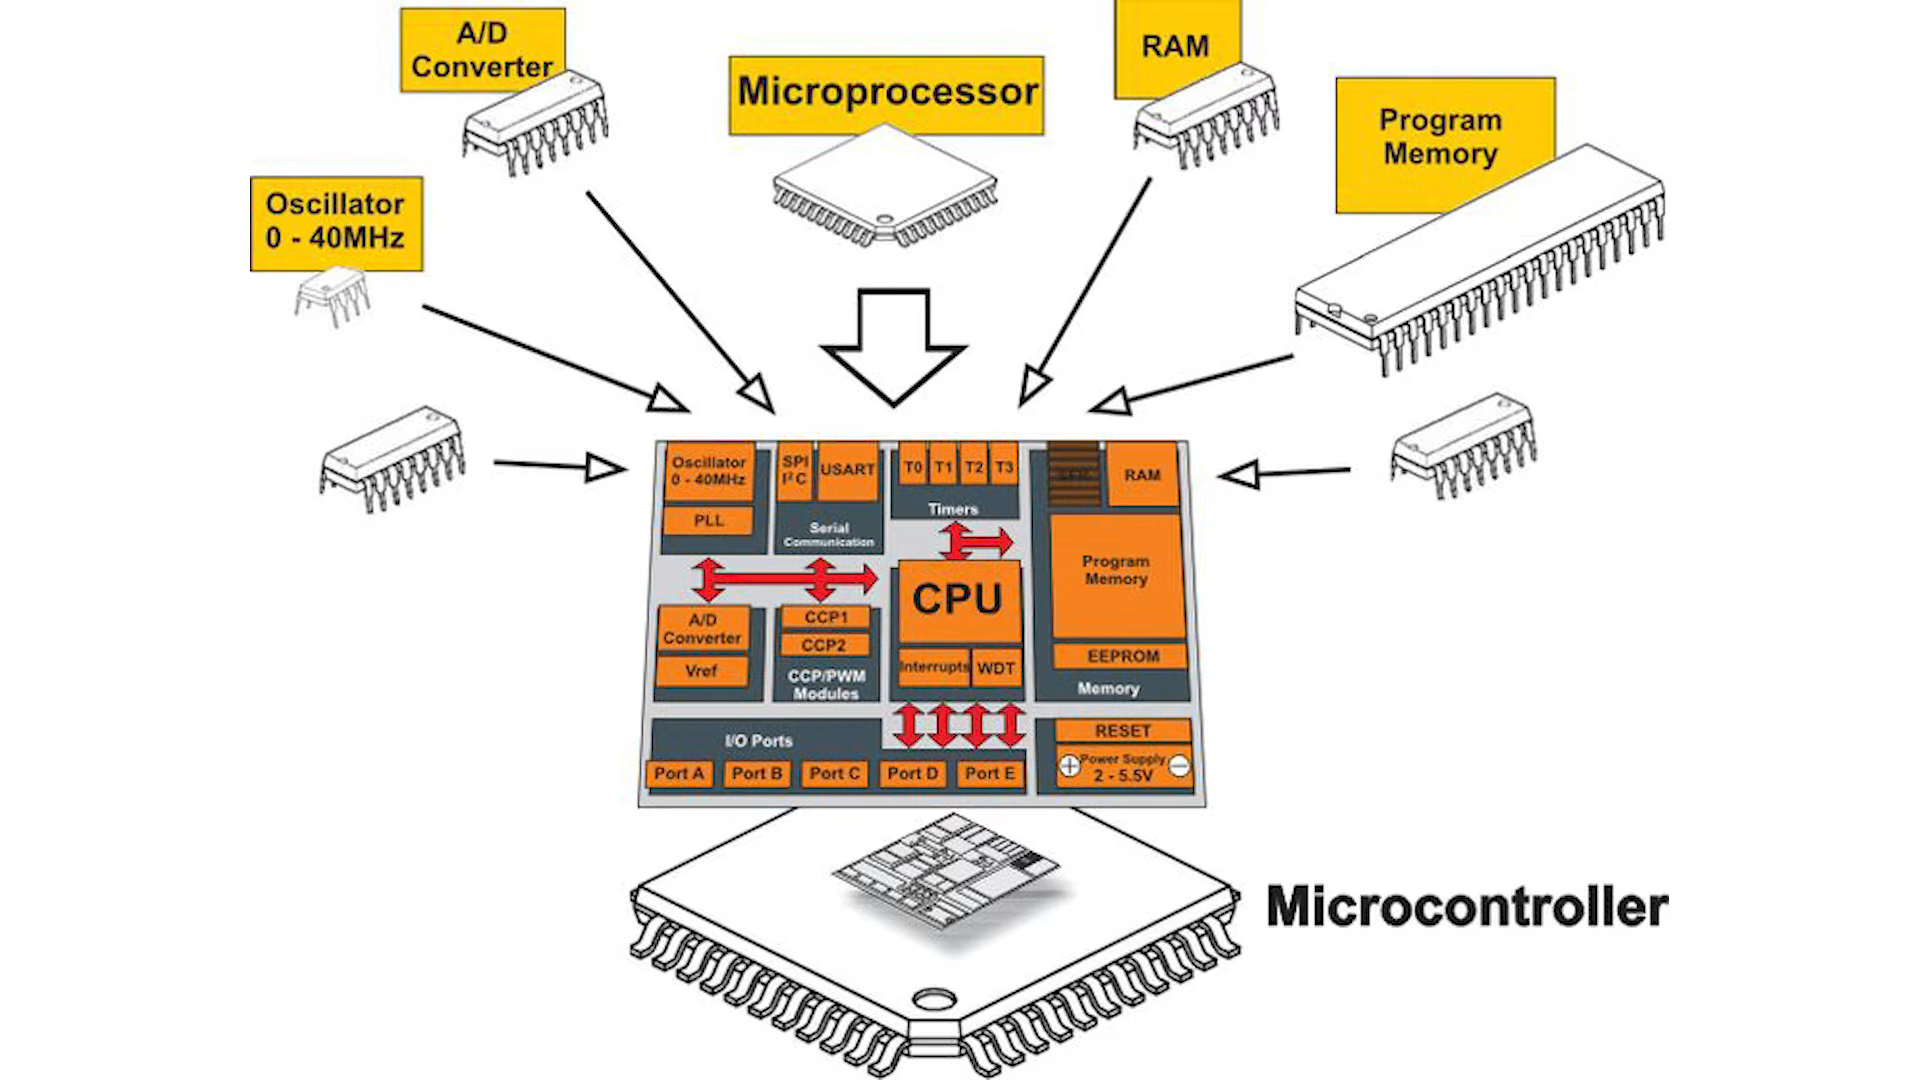 A/D
Converter
Microprocessor
RAM
Program
Memory
Oscillator
0 - 40MHz
Oscillator
0 - 40MHz
PLL
SPI
I²C
USART
Serial
Communication
T0
T1
T2
T3
Timers
SFR
RAM
Program
Memory
EEPROM
Memory
CPU
Interrupts
WDT
A/D
Converter
Vref
CCP1
CCP2
CCP/PWM
Modules
I/O Ports
Port A
Port B
Port C
Port D
Port E
RESET
+
Power Supply
2 - 5.5V
−
Microcontroller